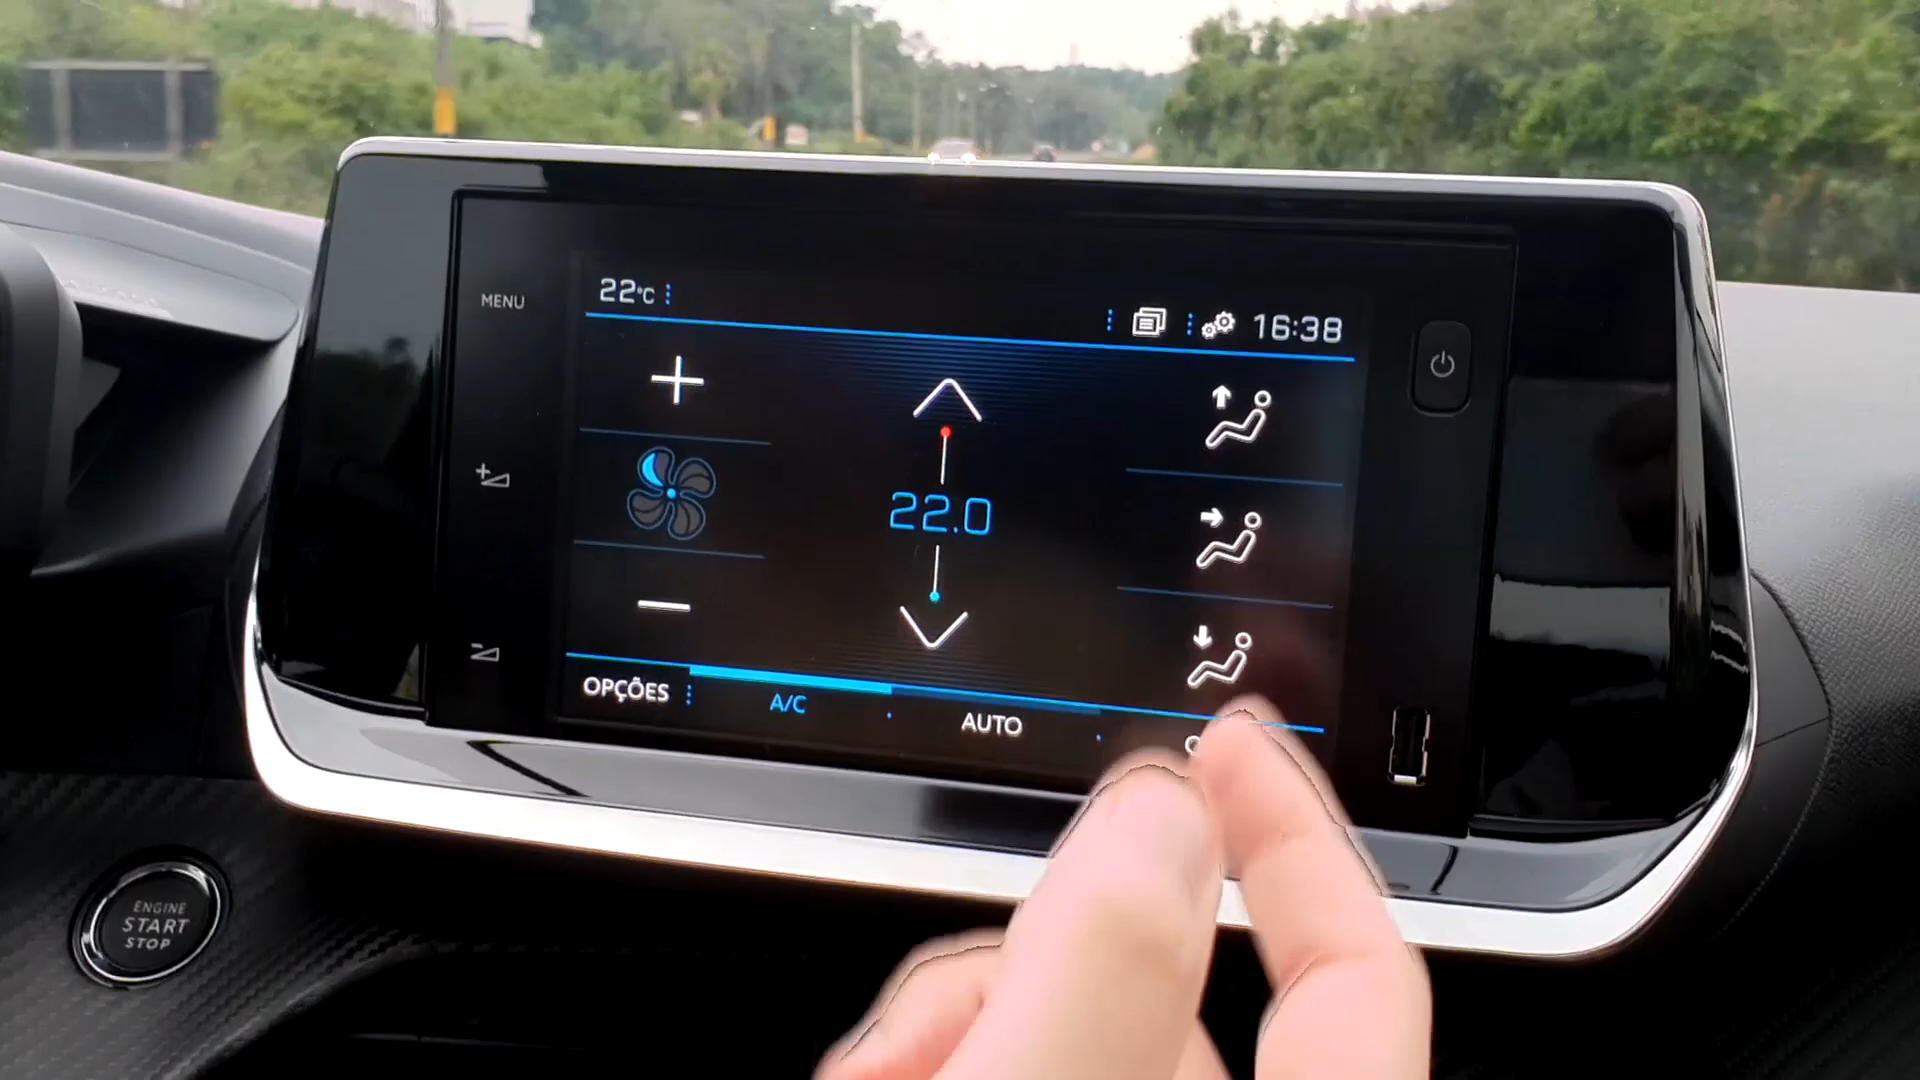 22°C
16:38
MENU
22.0
OPÇÕES
A/C
AUTO
ENGINE
START
STOP